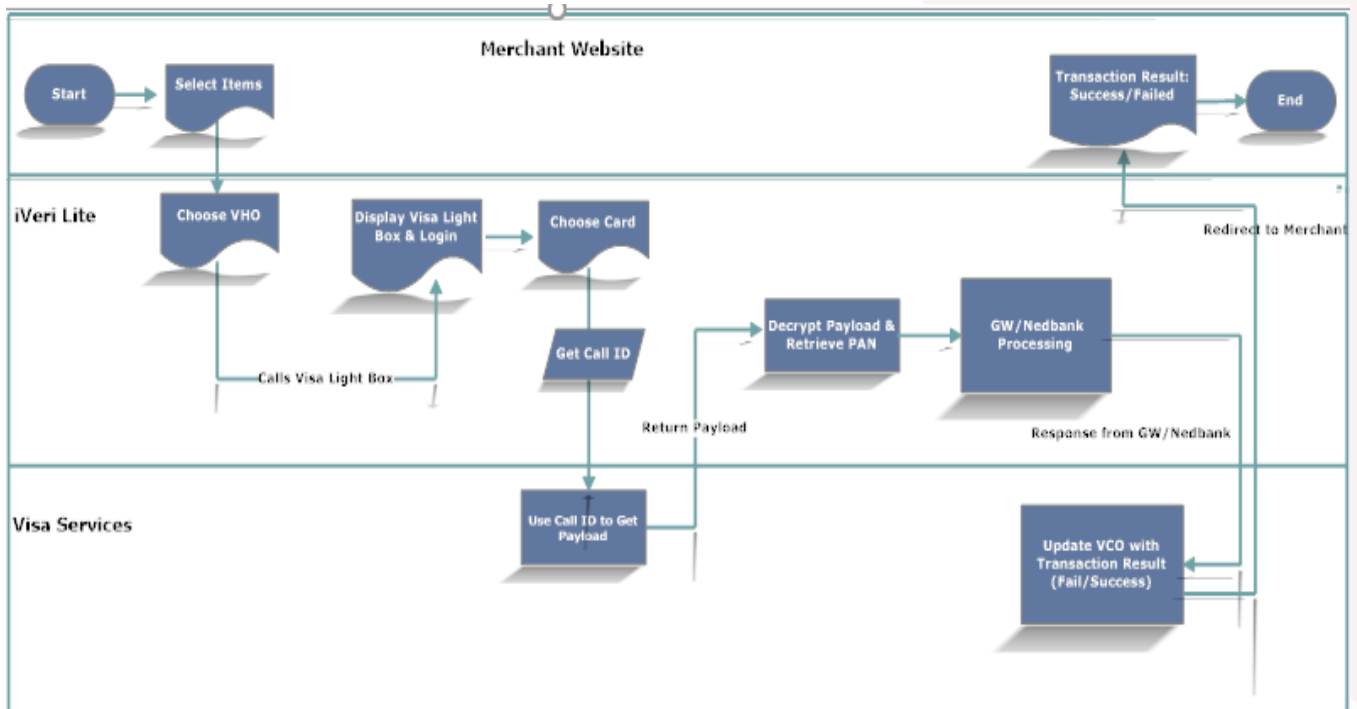 Merchant Website
Start
Select Items
Transaction Result:
Success/Failed
End
iVeri Lite
Choose VHO
Display Visa Light
Box & Login
Choose Card
Redirect to Merchant
Calls Visa Light Box
Get Call ID
Decrypt Payload &
Retrieve PAN
GW/Nedbank
Processing
Return Payload
Response from GW/Nedbank
Visa Services
Use Call ID to Get
Payload
Update VCO with
Transaction Result
(Fail/Success)